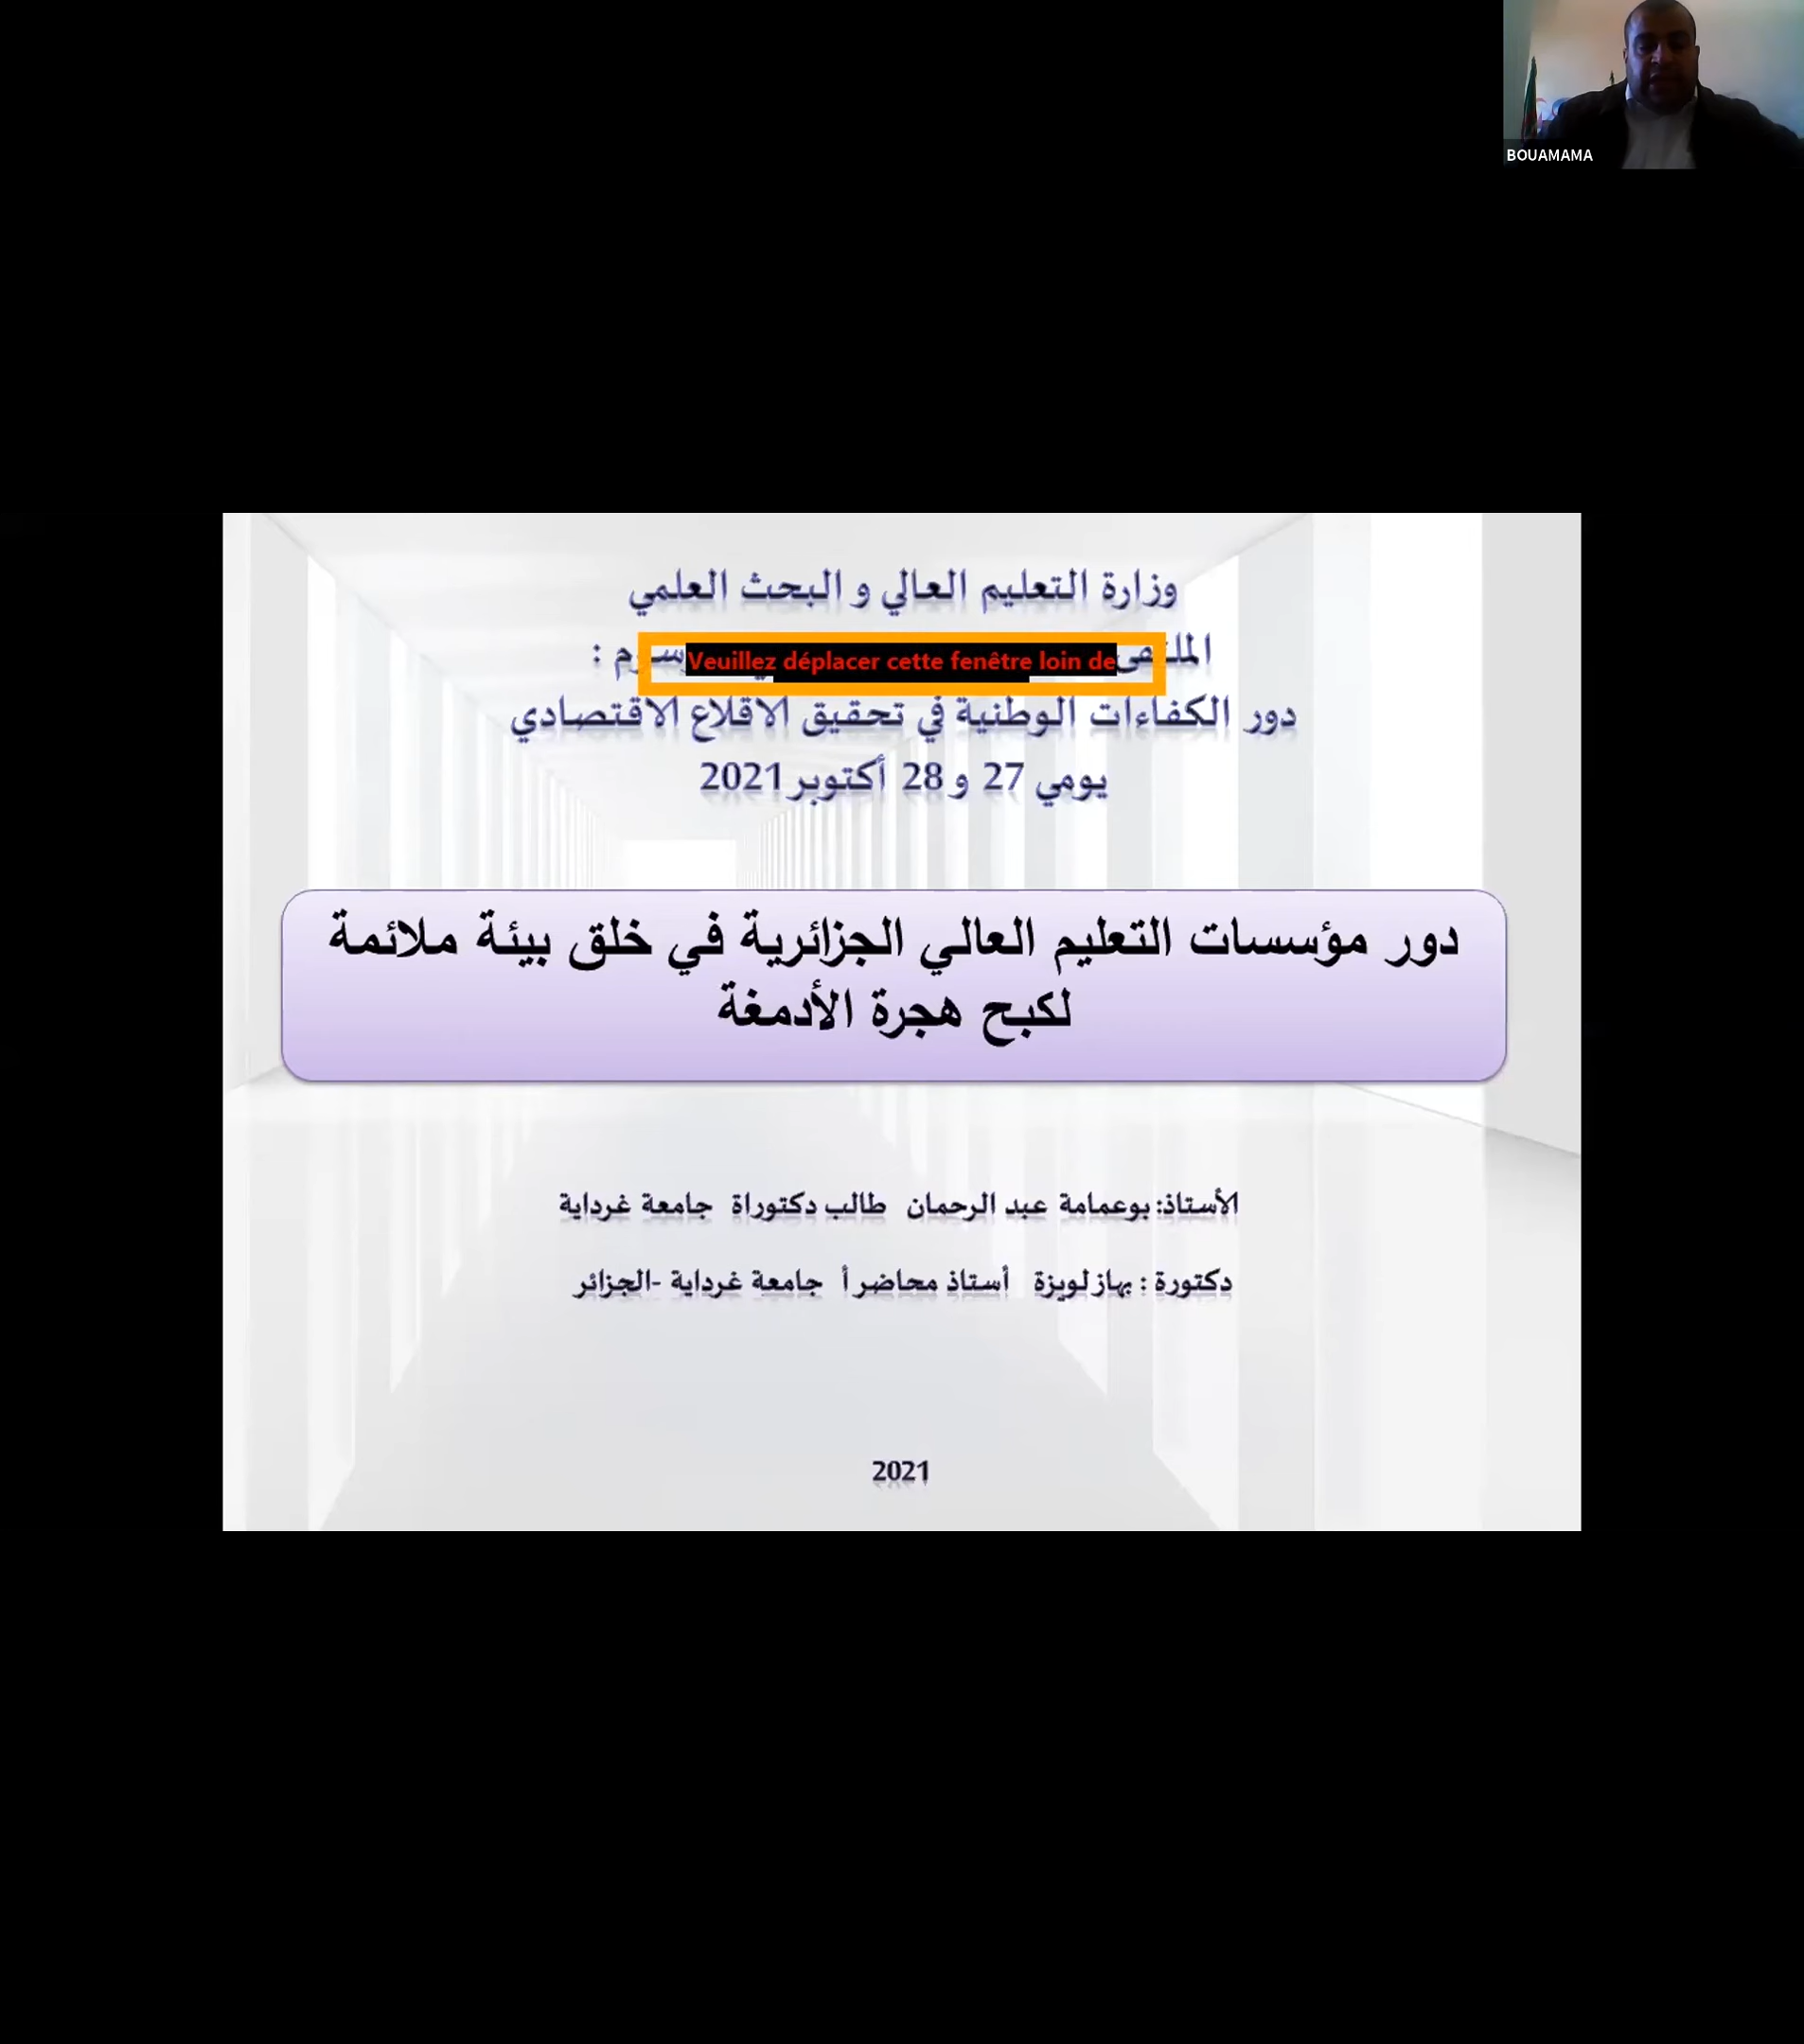 BOUAMAMA
وزارة التعليم العالي و البحث العلمي
الملتقى :
Veuillez déplacer cette fenêtre loin de
دور الكفاءات الوطنية في تحقيق الاقلاع الاقتصادي
يومي 27 و 28 أكتوبر 2021
دور مؤسسات التعليم العالي الجزائرية في خلق بيئة ملائمة
لكبح هجرة الأدمغة
الأستاذ: بوعمامة عبد الرحمان طالب دكتوراة جامعة غرداية
دكتورة : بهاز لويزة أستاذ محاضر أ جامعة غرداية -الجزائر
2021